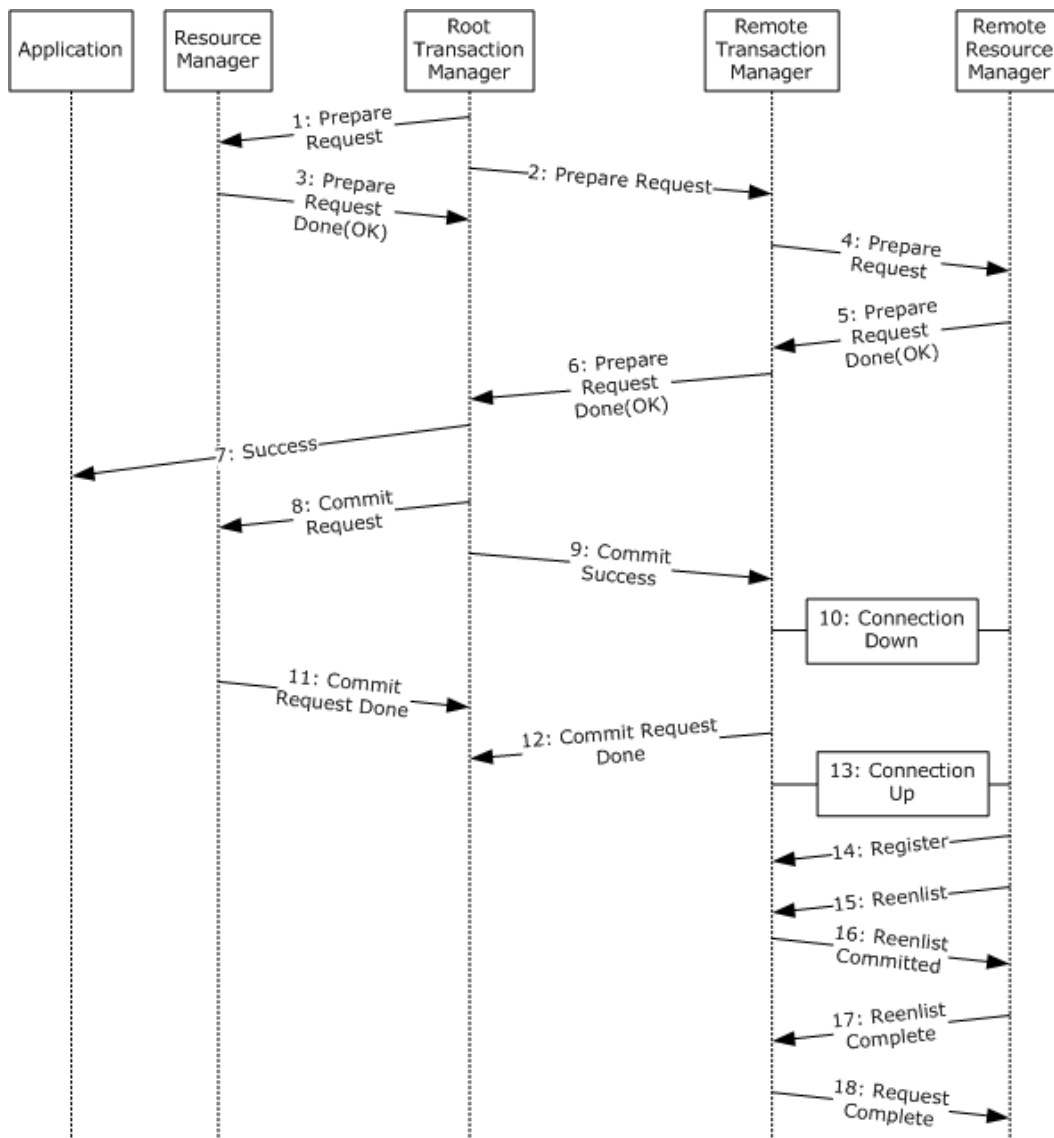 Application
Resource
Manager
Root
Transaction
Manager
Remote
Transaction
Manager
Remote
Resource
Manager
1: Prepare
Request
2: Prepare Request
3: Prepare
Request
Done(OK)
4: Prepare
Request
5: Prepare
Request
Done(OK)
6: Prepare
Request
Done(OK)
7: Success
8: Commit
Request
9: Commit
Success
10: Connection
Down
11: Commit
Request Done
12: Commit Request
Done
13: Connection
Up
14: Register
15: Reenlist
16: Reenlist
Committed
17: Reenlist
Complete
18: Request
Complete